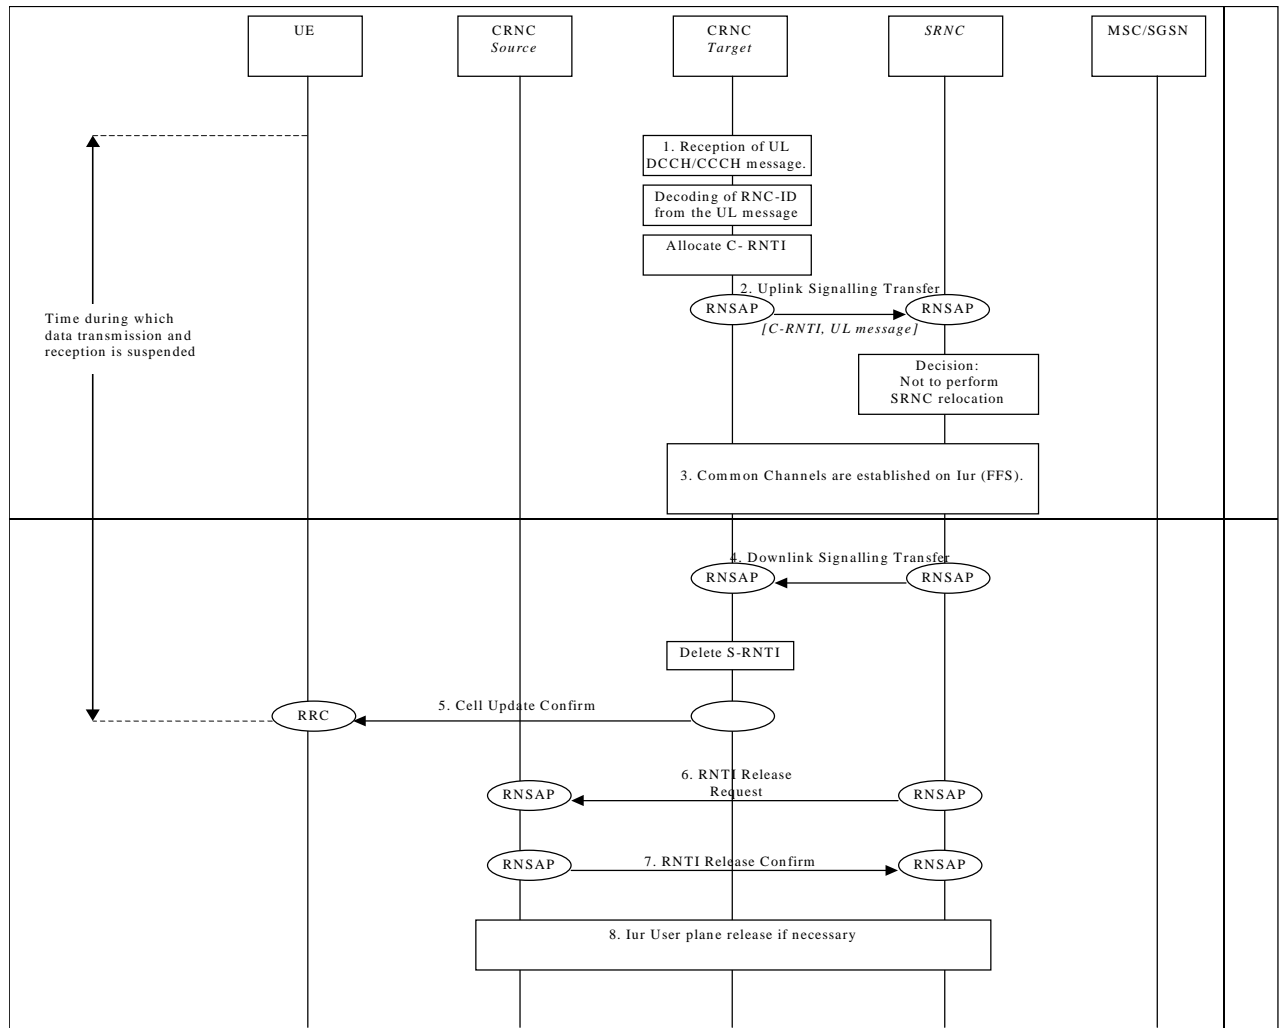 UE
CRNC
Source
CRNC
Target
SRNC
MSC/SGSN
1. Reception of UL
DCCH/CCCH message.
Decoding of RNC-ID
from the UL message
Allocate C- RNTI
2. Uplink Signalling Transfer
RNSAP
RNSAP
[C-RNTI, UL message]
Time during which
data transmission and
reception is suspended
Decision:
Not to perform
SRNC relocation
3. Common Channels are established on Iur (FFS).
4. Downlink Signalling Transfer
RNSAP
RNSAP
Delete S-RNTI
5. Cell Update Confirm
RRC
6. RNTI Release
Request
RNSAP
RNSAP
7. RNTI Release Confirm
RNSAP
RNSAP
8. Iur User plane release if necessary